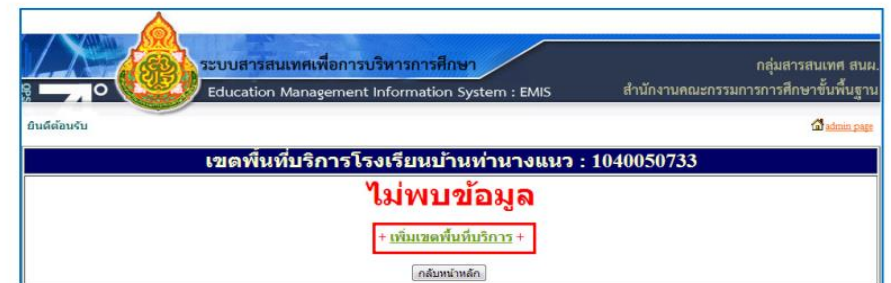 ระบบสารสนเทศเพื่อการบริหารการศึกษา
กลุ่มสารสนเทศ สนผ.
Education Management Information System : EMIS
สำนักงานคณะกรรมการการศึกษาขั้นพื้นฐาน
ยินดีต้อนรับ
admin page
เขตพื้นที่บริการโรงเรียนบ้านท่านางแนว : 1040050733
ไม่พบข้อมูล
+ เพิ่มเขตพื้นที่บริการ +
กลับหน้าหลัก